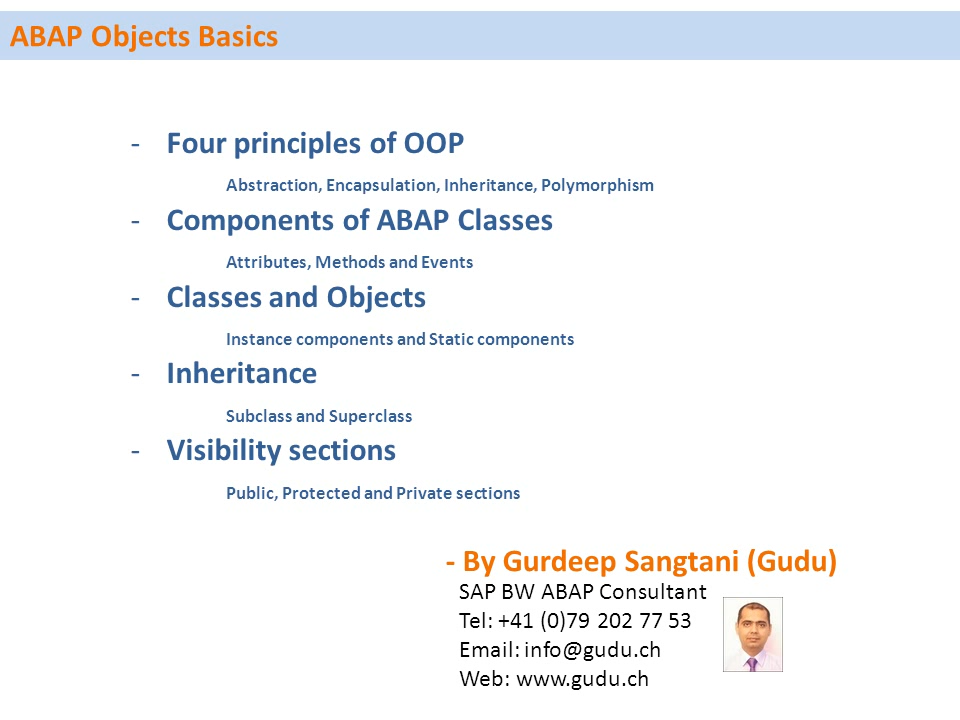 ABAP Objects Basics
- Four principles of OOP
Abstraction, Encapsulation, Inheritance, Polymorphism
- Components of ABAP Classes
Attributes, Methods and Events
- Classes and Objects
Instance components and Static components
- Inheritance
Subclass and Superclass
- Visibility sections
Public, Protected and Private sections
- By Gurdeep Sangtani (Gudu)
SAP BW ABAP Consultant
Tel: +41 (0)79 202 77 53
Email: info@gudu.ch
Web: www.gudu.ch